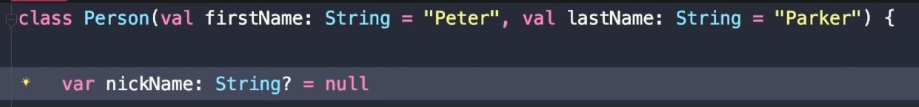 class Person(val firstName: String = "Peter", val lastName: String = "Parker") {
var nickName: String? = null